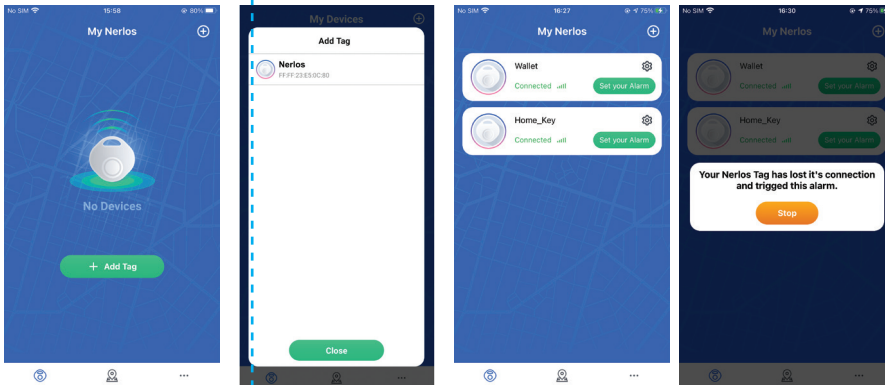 No SIM 15:58 80%
My Nerlos
No Devices
+ Add Tag
My Devices
Add Tag
Nerlos
FF:FF:23:E5:0C:80
Close
No SIM 16:27 75%
My Nerlos
Wallet
Connected
Set your Alarm
Home_Key
Connected
Set your Alarm
No SIM 16:30 75%
My Nerlos
Wallet
Connected
Set your Alarm
Home_Key
Connected
Set your Alarm
Your Nerlos Tag has lost it's connection
and trigged this alarm.
Stop